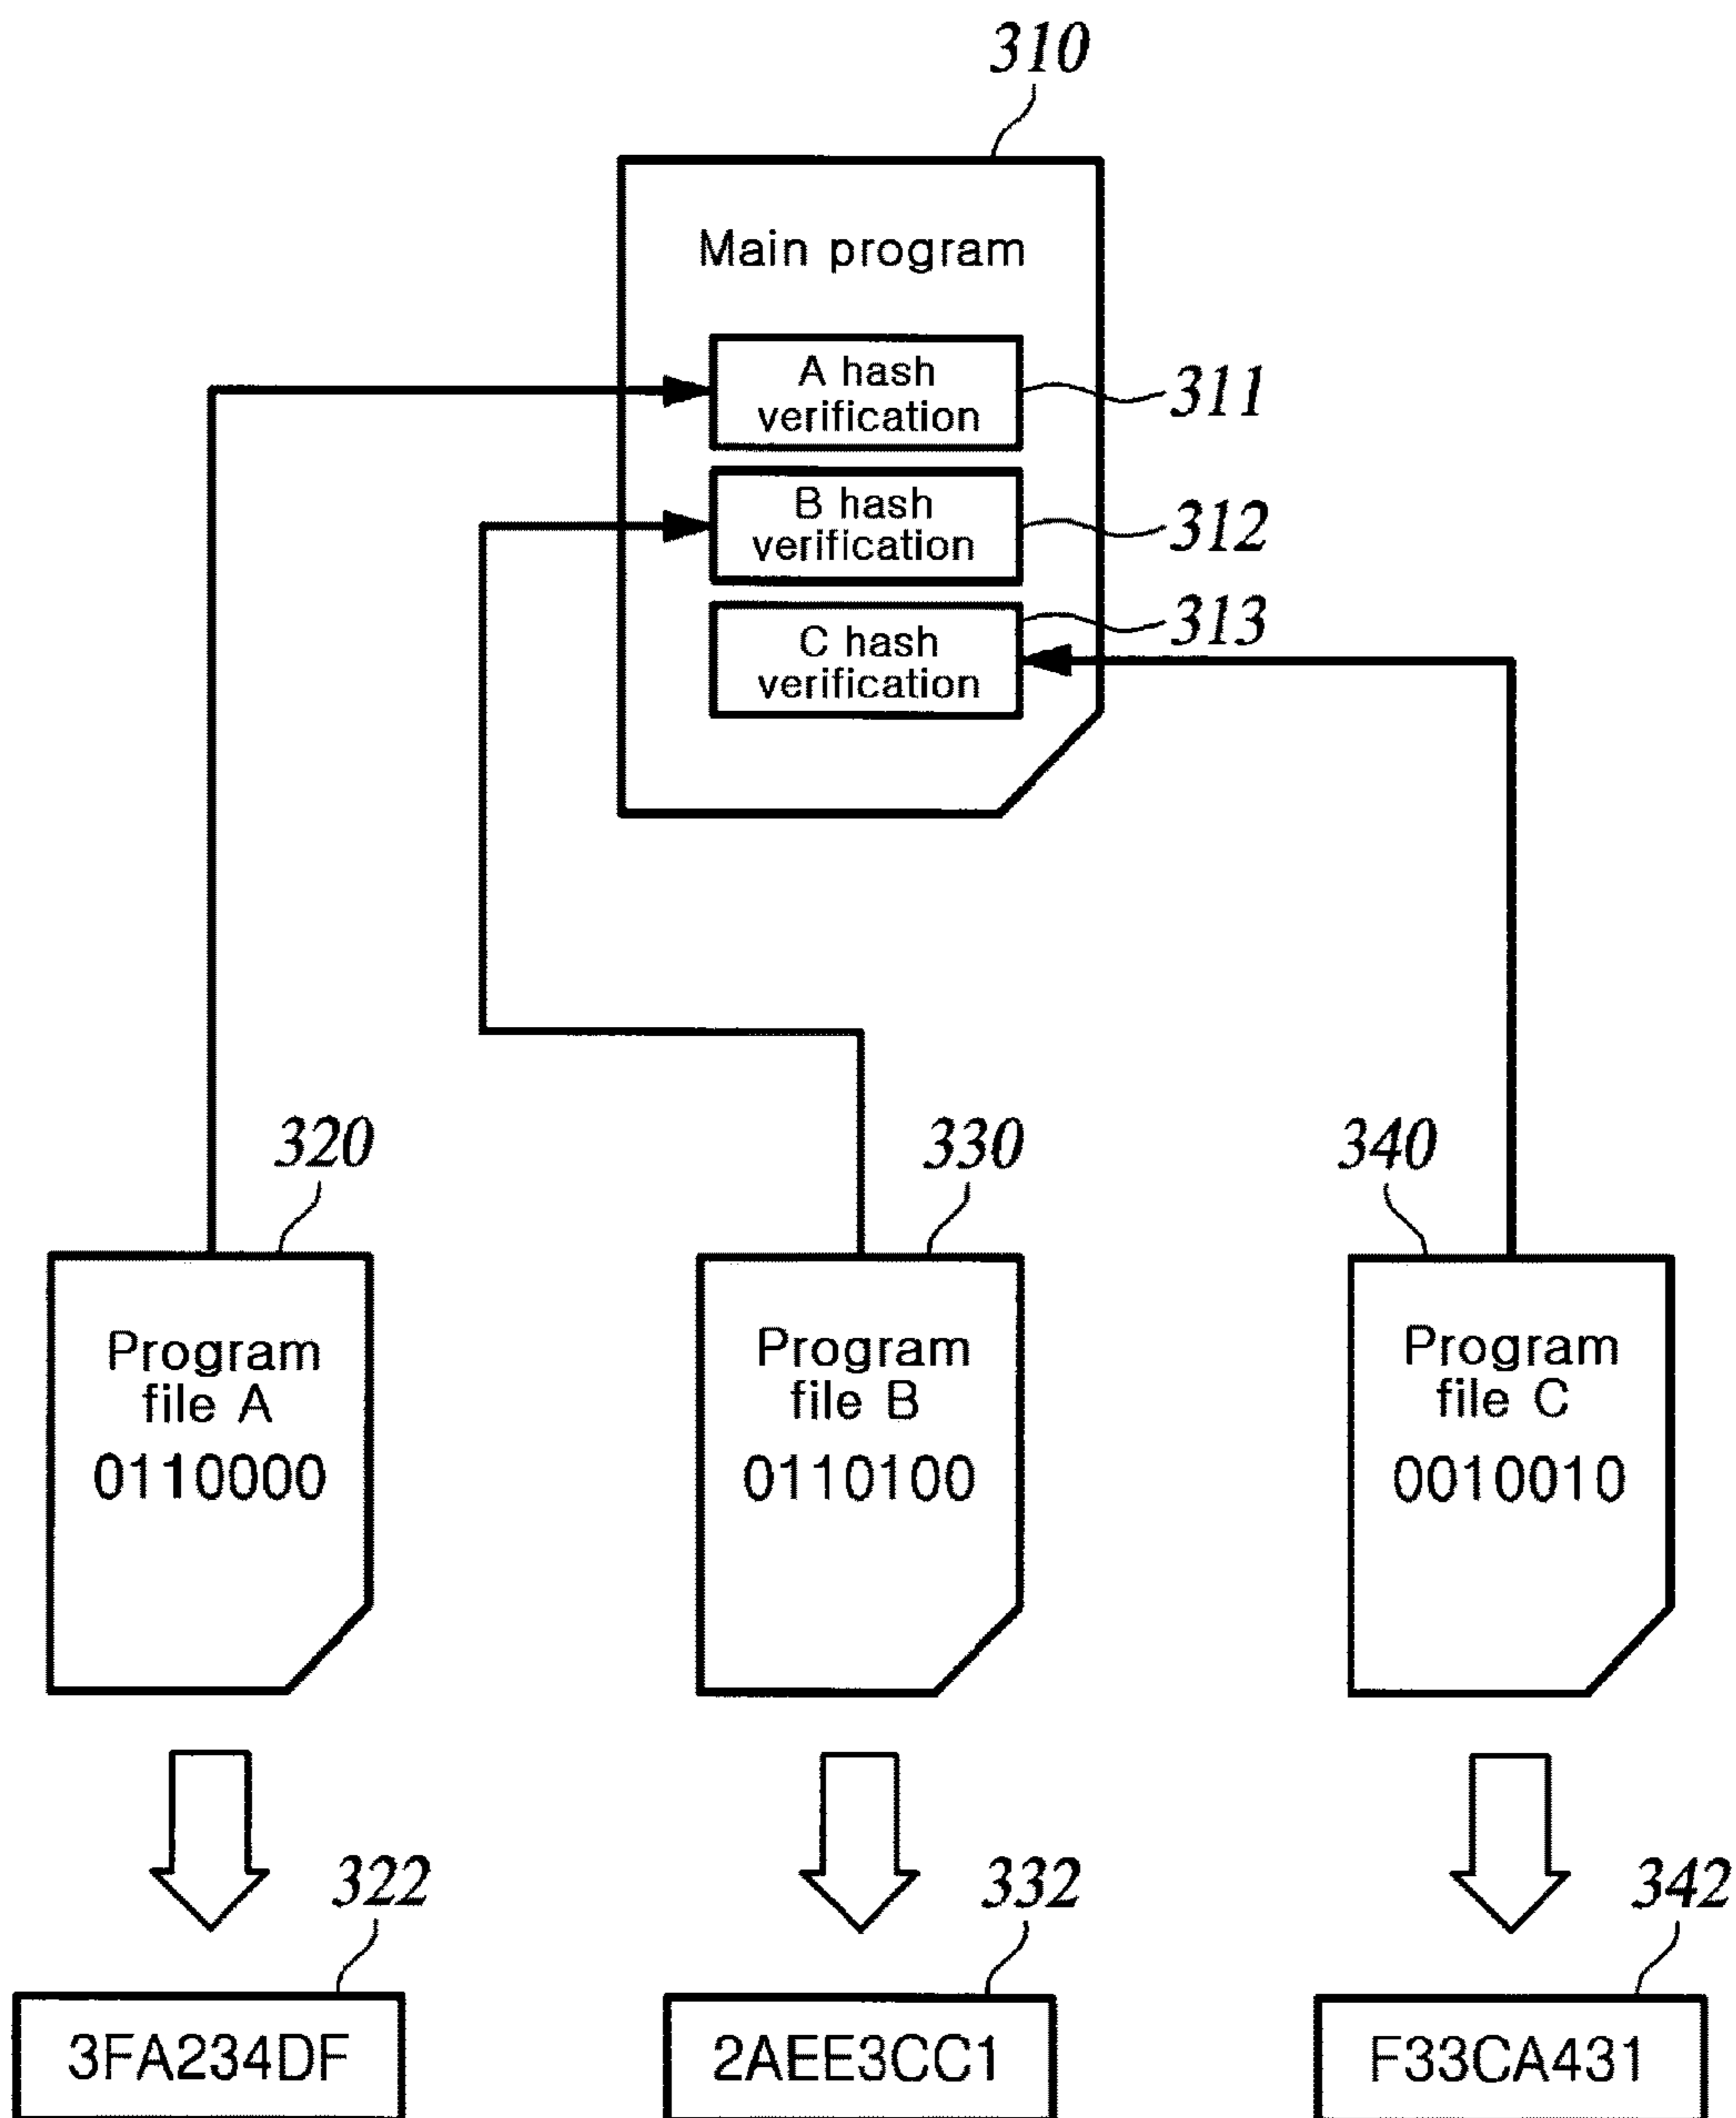 310
Main program
A hash
verification
311
B hash
verification
312
313
C hash
verification
320
330
340
Program
file A
0110000
Program
file B
0110100
Program
file C
0010010
322
332
342
3FA234DF
2AEE3CC1
F33CA431